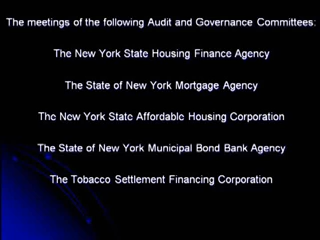 The meetings of the following Audit and Governance Committees:
The New York State Housing Finance Agency
The State of New York Mortgage Agency
The New York State Affordable Housing Corporation
The State of New York Municipal Bond Bank Agency
The Tobacco Settlement Financing Corporation